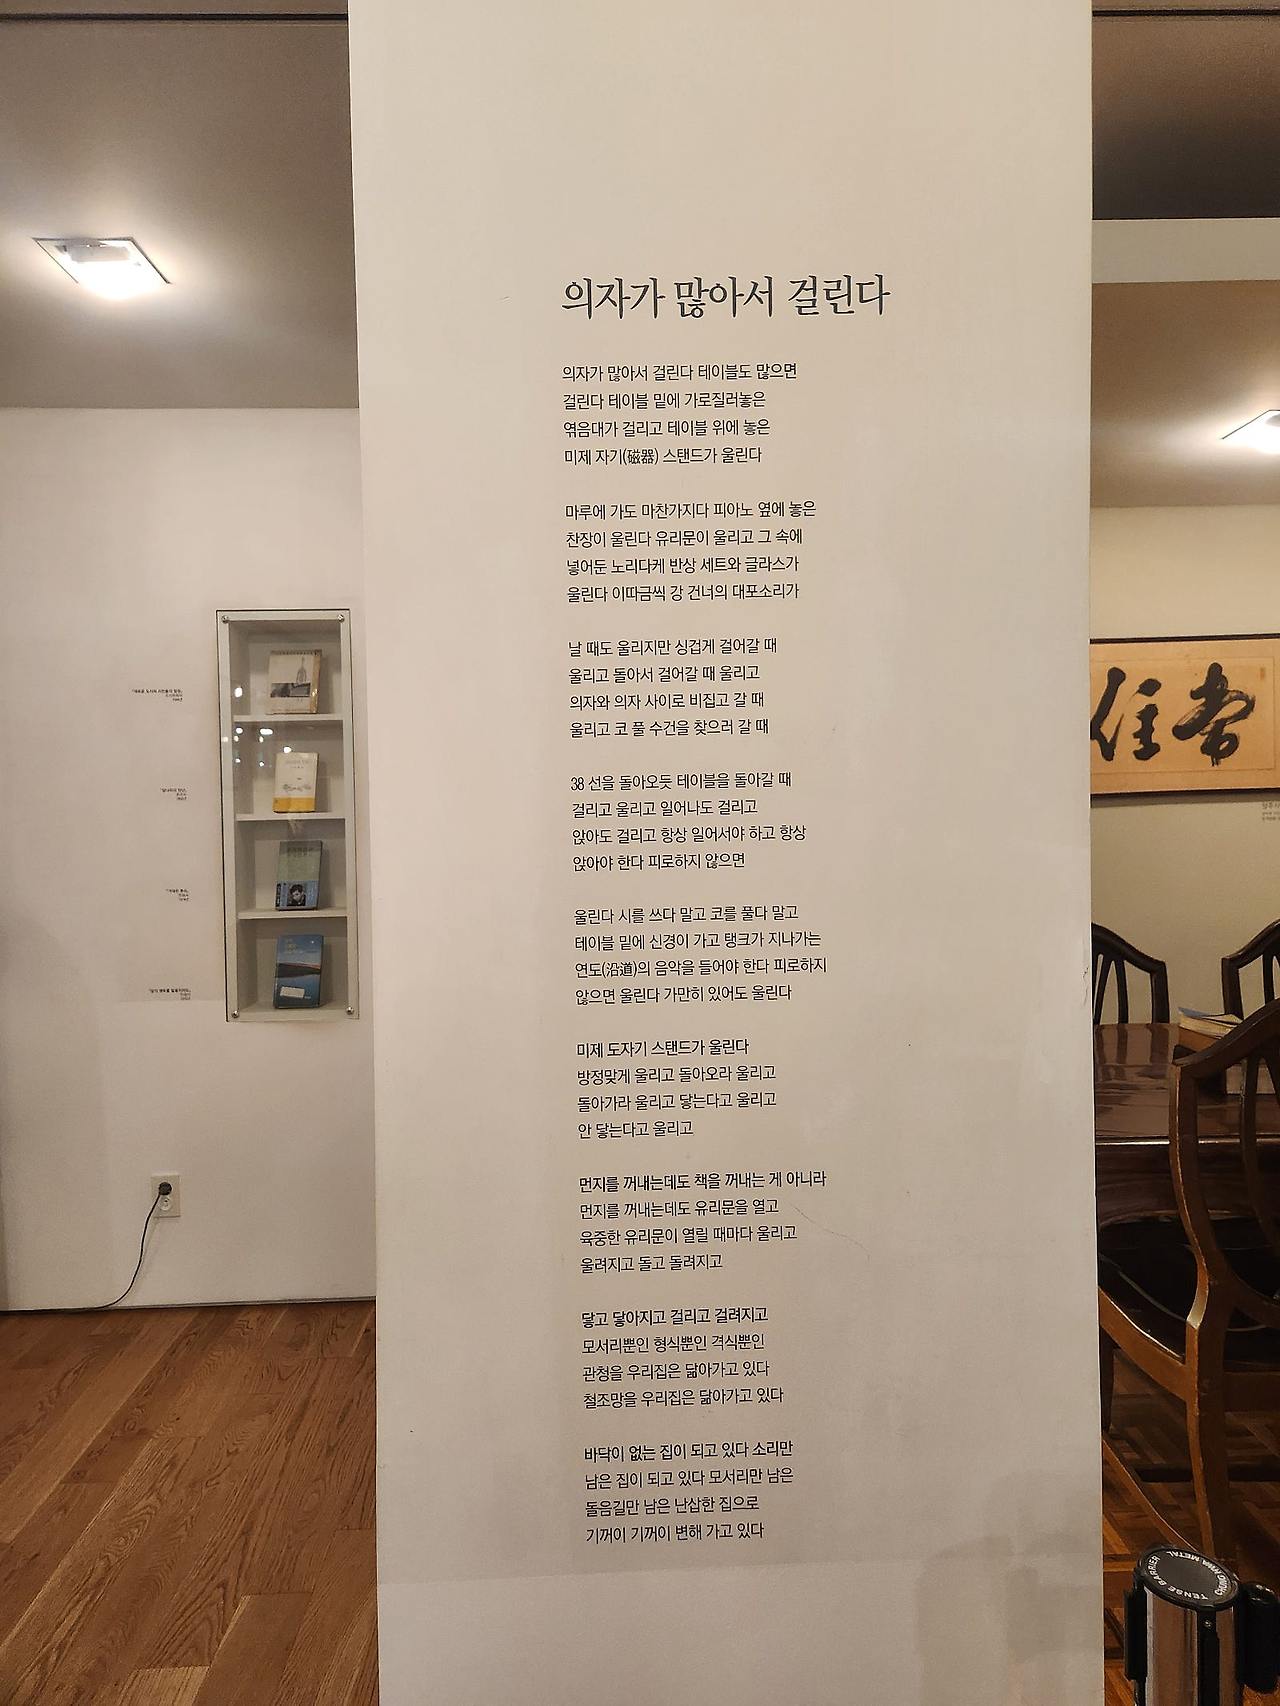 의자가 많아서 걸린다
의자가 많아서 걸린다 테이블도 많으면
걸린다 테이블 밑에 가로질러놓은
엮음대가 걸리고 테이블 위에 놓은
미제 자기(磁器) 스탠드가 울린다
마루에 가도 마찬가지다 피아노 옆에 놓은
찬장이 울린다 유리문이 울리고 그 속에
넣어둔 노리다케 반상 세트와 글라스가
울린다 이따금씩 강 건너의 대포소리가
날 때도 울리지만 싱겁게 걸어갈 때
울리고 돌아서 걸어갈 때 울리고
의자와 의자 사이로 비집고 갈 때
울리고 코 풀 수건을 찾으러 갈 때
38 선을 돌아오듯 테이블을 돌아갈 때
걸리고 울리고 일어나도 걸리고
앉아도 걸리고 항상 일어서야 하고 항상
앉아야 한다 피로하지 않으면
울린다 시를 쓰다 말고 코를 풀다 말고
테이블 밑에 신경이 가고 탱크가 지나가는
연도(沿道)의 음악을 들어야 한다 피로하지
않으면 울린다 가만히 있어도 울린다
미제 도자기 스탠드가 울린다
방정맞게 울리고 돌아오라 울리고
돌아가라 울리고 닿는다고 울리고
안 닿는다고 울리고
먼지를 꺼내는데도 책을 꺼내는 게 아니라
먼지를 꺼내는데도 유리문을 열고
육중한 유리문이 열릴 때마다 울리고
울려지고 돌고 돌려지고
닿고 닿아지고 걸리고 걸려지고
모서리뿐인 형식뿐인 격식뿐인
관청을 우리집은 닮아가고 있다
철조망을 우리집은 닮아가고 있다
바닥이 없는 집이 되고 있다 소리만
남은 집이 되고 있다 모서리만 남은
돌음길만 남은 난삽한 집으로
기꺼이 기꺼이 변해 가고 있다
住常
TENSE BARRIER
CHUNG HWA METAL